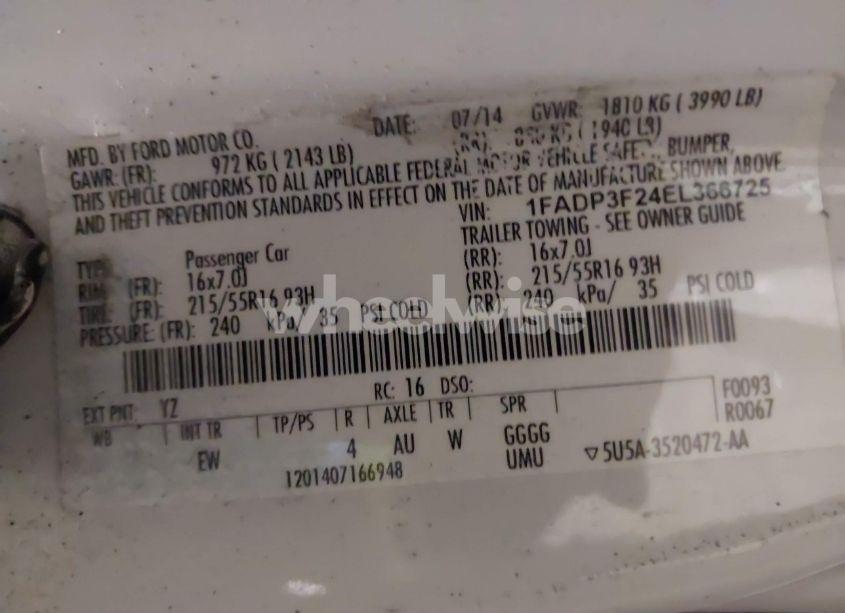 MFD. BY FORD MOTOR CO. DATE: 07/14 GVWR: 1810 KG ( 3990 LB)
GAWR: (FR): 972 KG ( 2143 LB) KG ( 1940 LB)
THIS VEHICLE CONFORMS TO ALL APPLICABLE FEDERAL MOTOR VEHICLE SAFETY, BUMPER,
AND THEFT PREVENTION STANDARDS IN EFFECT ON THE DATE OF MANUFACTURE SHOWN ABOVE.
VIN: 1FADP3F24EL366725
TYPE: Passenger Car TRAILER TOWING - SEE OWNER GUIDE
RIM (FR): 16x7.0J (RR): 16x7.0J
TIRE: (FR): 215/55R16 93H (RR): 215/55R16 93H
PRESSURE: (FR): 240 kPa/ 35 PSI COLD (RR): 240 kPa/ 35 PSI COLD
wheelwise
RC: 16 DSO:
EXT PNT: YZ F0093
WB INT TR TP/PS R AXLE TR SPR R0067
EW 4 AU W GGGG
UMU 5U5A-3520472-AA
1201407166948